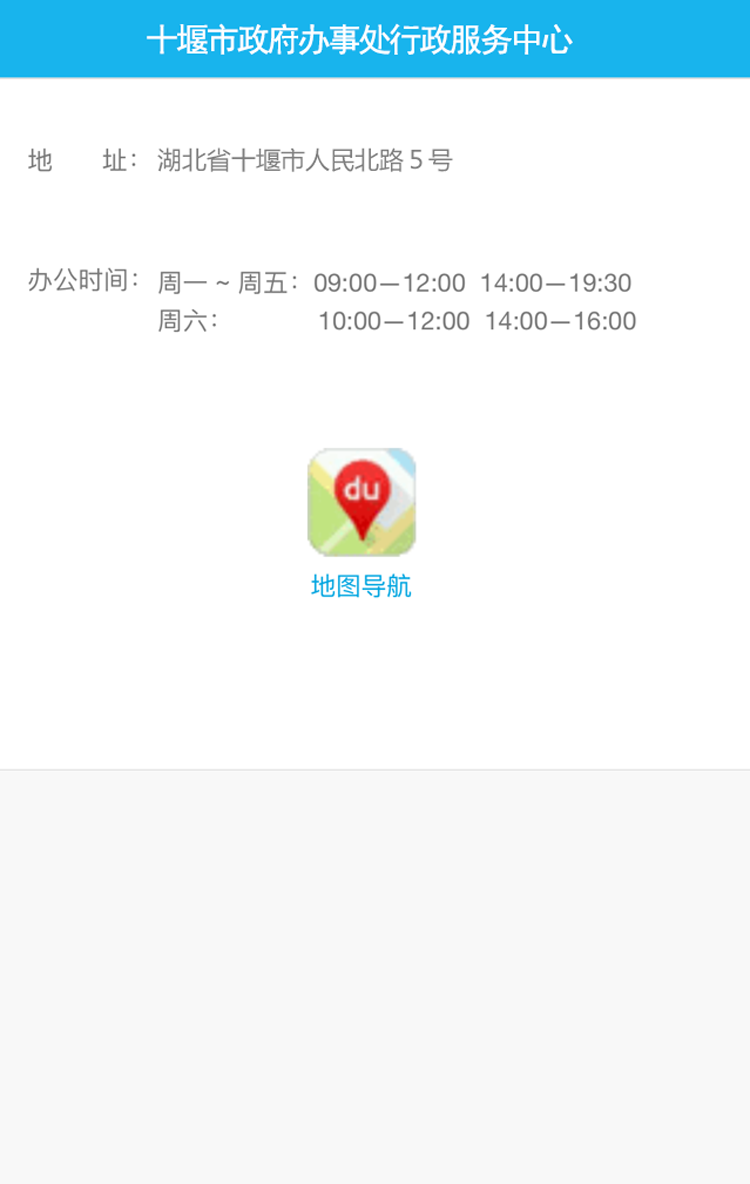 十堰市政府办事处行政服务中心
地 址： 湖北省十堰市人民北路 5 号
办公时间： 周一 ~ 周五： 09:00—12:00 14:00—19:30
周六： 10:00—12:00 14:00—16:00
du
地图导航